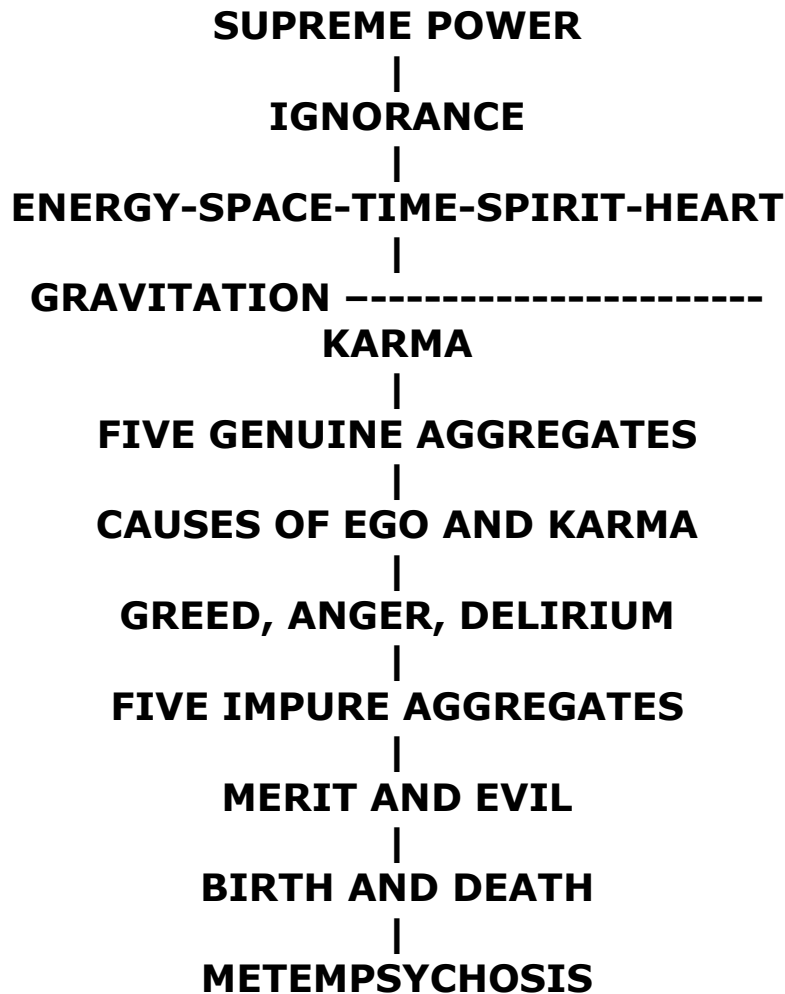 SUPREME POWER
|
IGNORANCE
|
ENERGY-SPACE-TIME-SPIRIT-HEART
|
GRAVITATION –-----------------------
KARMA
|
FIVE GENUINE AGGREGATES
|
CAUSES OF EGO AND KARMA
|
GREED, ANGER, DELIRIUM
|
FIVE IMPURE AGGREGATES
|
MERIT AND EVIL
|
BIRTH AND DEATH
|
METEMPSYCHOSIS